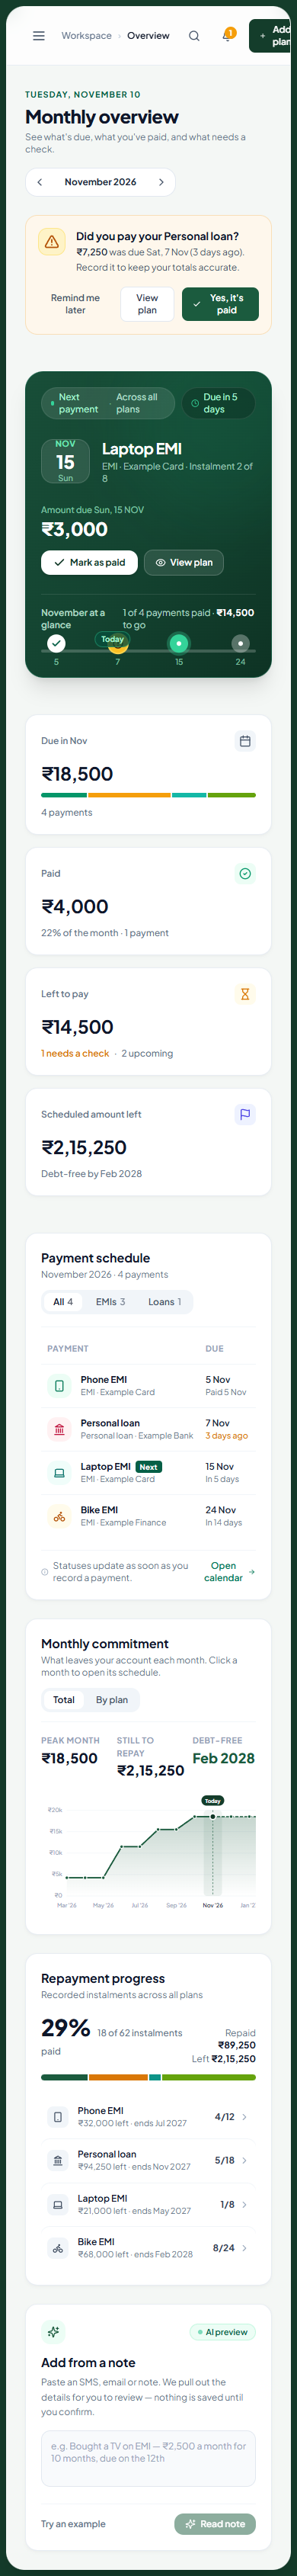 Workspace › Overview
1
+ Add plan
TUESDAY, NOVEMBER 10
Monthly overview
See what's due, what you've paid, and what needs a
check.
November 2026
Did you pay your Personal loan?
₹7,250 was due Sat, 7 Nov (3 days ago).
Record it to keep your totals accurate.
Remind me
later
View
plan
Yes, it's
paid
Next
payment
· Across all
plans
Due in 5
days
NOV
15
Sun
Laptop EMI
EMI · Example Card · Instalment 2 of
8
Amount due Sun, 15 NOV
₹3,000
Mark as paid
View plan
November at a
glance
1 of 4 payments paid · ₹14,500
to go
Today
5 7 15 24
Due in Nov
₹18,500
4 payments
Paid
₹4,000
22% of the month · 1 payment
Left to pay
₹14,500
1 needs a check · 2 upcoming
Scheduled amount left
₹2,15,250
Debt-free by Feb 2028
Payment schedule
November 2026 · 4 payments
All 4 EMIs 3 Loans 1
PAYMENT DUE
Phone EMI 5 Nov
EMI · Example Card Paid 5 Nov
Personal loan 7 Nov
Personal loan · Example Bank 3 days ago
Laptop EMI Next 15 Nov
EMI · Example Card In 5 days
Bike EMI 24 Nov
EMI · Example Finance In 14 days
Statuses update as soon as you
record a payment.
Open
calendar →
Monthly commitment
What leaves your account each month. Click a
month to open its schedule.
Total By plan
PEAK MONTH
₹18,500
STILL TO
REPAY
₹2,15,250
DEBT-FREE
Feb 2028
Today
₹20k
₹15k
₹10k
₹5k
₹0
Mar '26 May '26 Jul '26 Sep '26 Nov '26 Jan '2
Repayment progress
Recorded instalments across all plans
29% 18 of 62 instalments
paid
Repaid
₹89,250
Left ₹2,15,250
Phone EMI 4/12
₹32,000 left · ends Jul 2027
Personal loan 5/18
₹94,250 left · ends Nov 2027
Laptop EMI 1/8
₹21,000 left · ends May 2027
Bike EMI 8/24
₹68,000 left · ends Feb 2028
AI preview
Add from a note
Paste an SMS, email or note. We pull out the
details for you to review — nothing is saved until
you confirm.
e.g. Bought a TV on EMI — ₹2,500 a month for
10 months, due on the 12th
Try an example
Read note